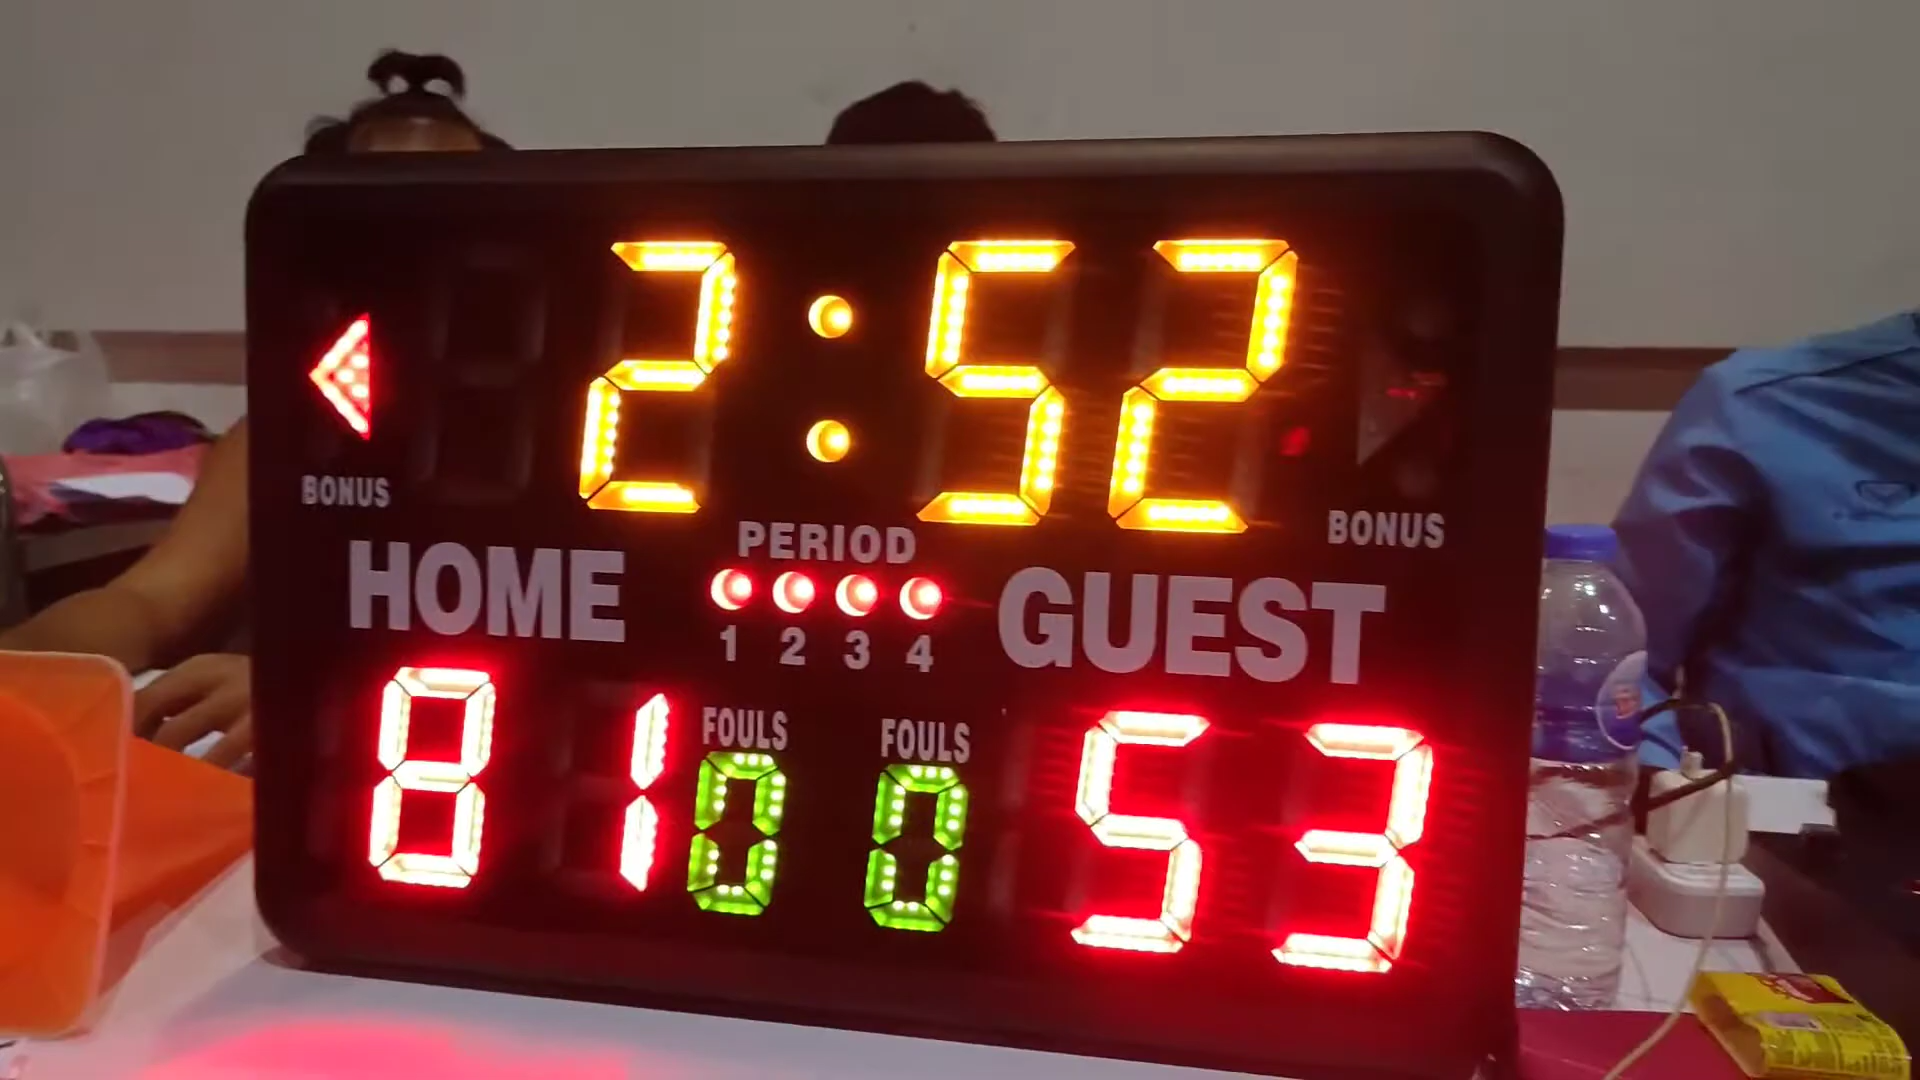 2:52
BONUS
BONUS
PERIOD
HOME
GUEST
1 2 3 4
FOULS
FOULS
81
0
0
53